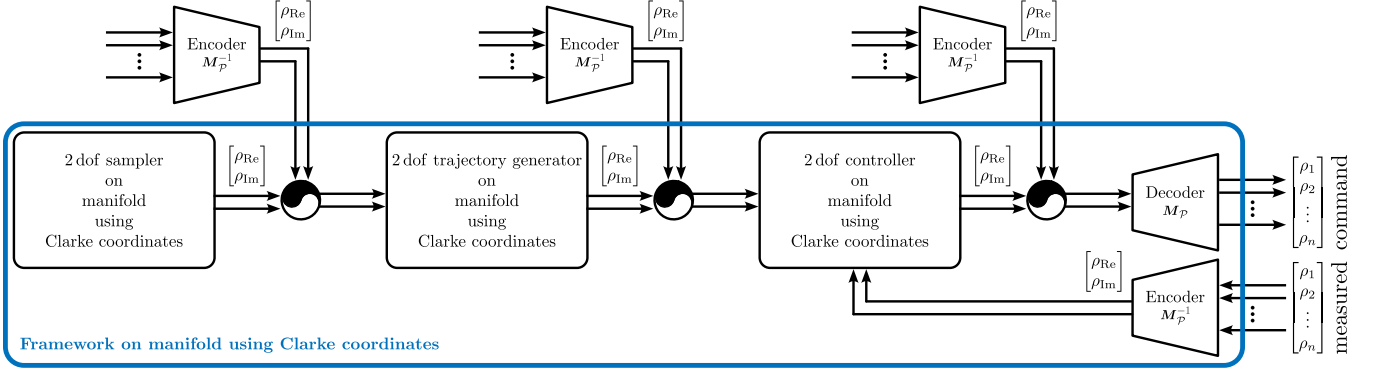 Encoder
M_P^{-1}
[ρ_Re
ρ_Im]
Encoder
M_P^{-1}
[ρ_Re
ρ_Im]
Encoder
M_P^{-1}
[ρ_Re
ρ_Im]
2 dof sampler
on
manifold
using
Clarke coordinates
[ρ_Re
ρ_Im]
2 dof trajectory generator
on
manifold
using
Clarke coordinates
[ρ_Re
ρ_Im]
2 dof controller
on
manifold
using
Clarke coordinates
[ρ_Re
ρ_Im]
Decoder
M_P
[ρ_1
ρ_2
⋮
ρ_n]
command
[ρ_Re
ρ_Im]
Encoder
M_P^{-1}
[ρ_1
ρ_2
⋮
ρ_n]
measured
Framework on manifold using Clarke coordinates